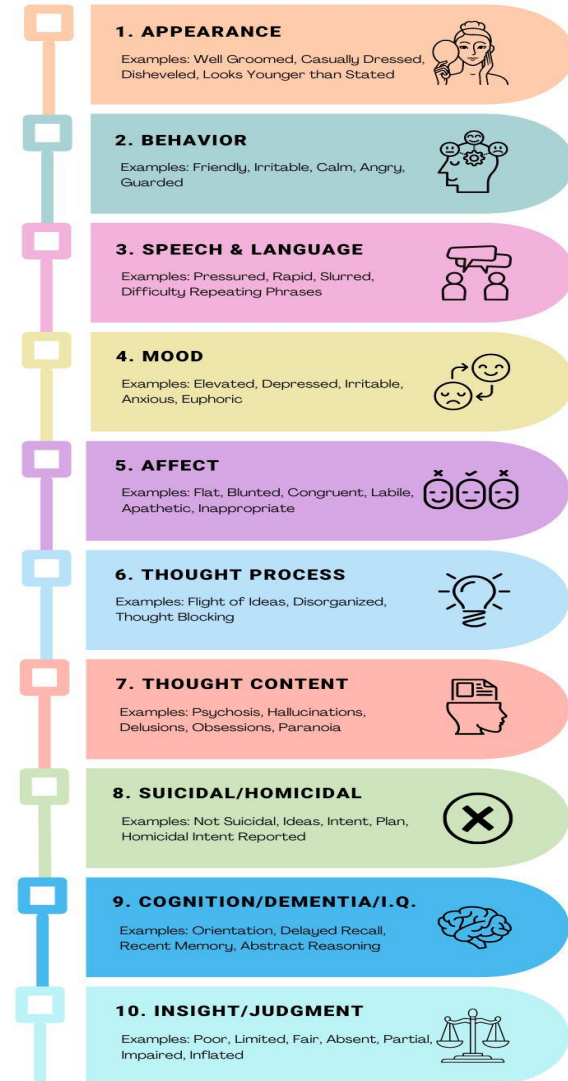 1. APPEARANCE
Examples: Well Groomed, Casually Dressed,
Disheveled, Looks Younger than Stated
2. BEHAVIOR
Examples: Friendly, Irritable, Calm, Angry,
Guarded
3. SPEECH & LANGUAGE
Examples: Pressured, Rapid, Slurred,
Difficulty Repeating Phrases
4. MOOD
Examples: Elevated, Depressed, Irritable,
Anxious, Euphoric
5. AFFECT
Examples: Flat, Blunted, Congruent, Labile,
Apathetic, Inappropriate
6. THOUGHT PROCESS
Examples: Flight of Ideas, Disorganized,
Thought Blocking
7. THOUGHT CONTENT
Examples: Psychosis, Hallucinations,
Delusions, Obsessions, Paranoia
8. SUICIDAL/HOMICIDAL
Examples: Not Suicidal, Ideas, Intent, Plan,
Homicidal Intent Reported
9. COGNITION/DEMENTIA/I.Q.
Examples: Orientation, Delayed Recall,
Recent Memory, Abstract Reasoning
10. INSIGHT/JUDGMENT
Examples: Poor, Limited, Fair, Absent, Partial,
Impaired, Inflated